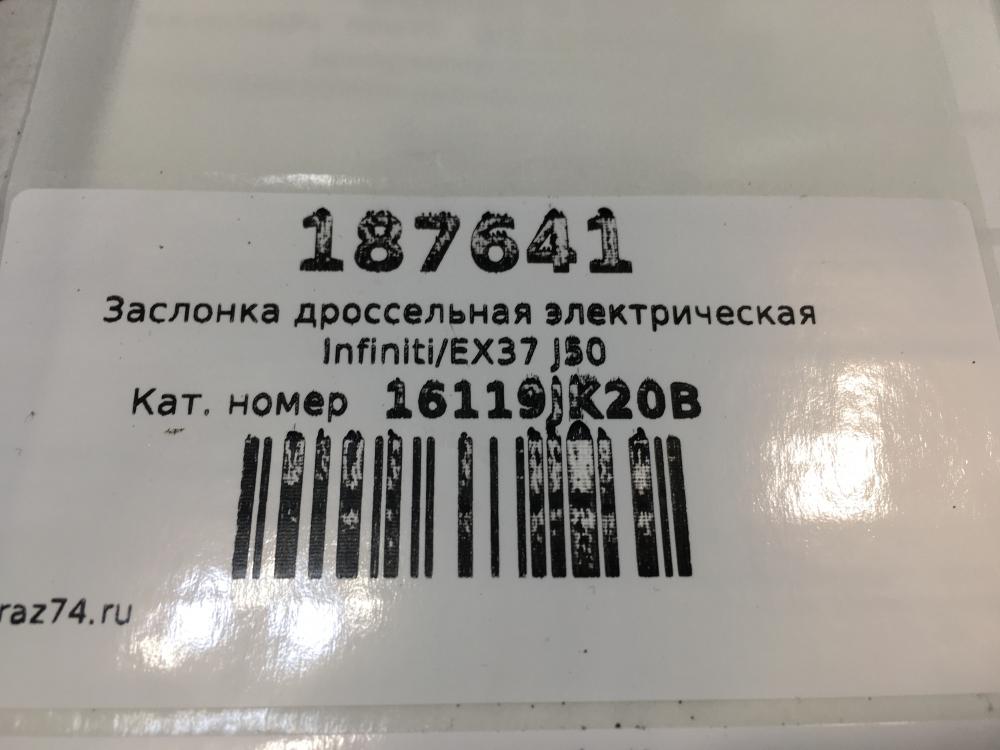 187641
Заслонка дроссельная электрическая
Infiniti/EX37 J50
Кат. номер 16119JK20B
raz74.ru